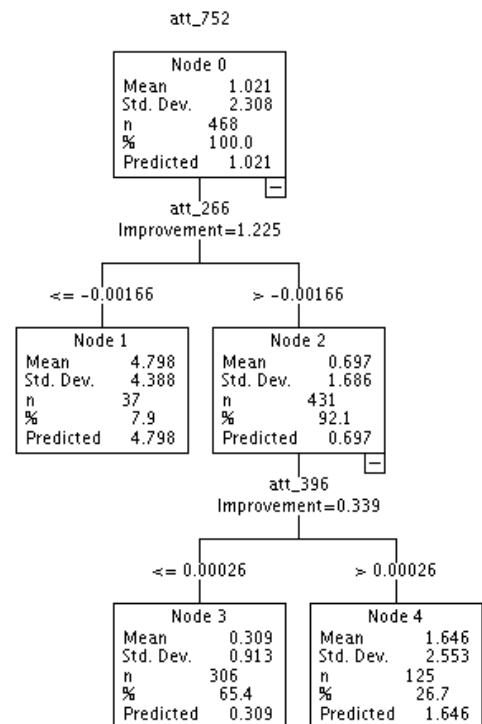 att_752
Node 0
Mean 1.021
Std. Dev. 2.308
n 468
% 100.0
Predicted 1.021
att_266
Improvement=1.225
<= -0.00166
> -0.00166
Node 1
Mean 4.798
Std. Dev. 4.388
n 37
% 7.9
Predicted 4.798
Node 2
Mean 0.697
Std. Dev. 1.686
n 431
% 92.1
Predicted 0.697
att_396
Improvement=0.339
<= 0.00026
> 0.00026
Node 3
Mean 0.309
Std. Dev. 0.913
n 306
% 65.4
Predicted 0.309
Node 4
Mean 1.646
Std. Dev. 2.553
n 125
% 26.7
Predicted 1.646